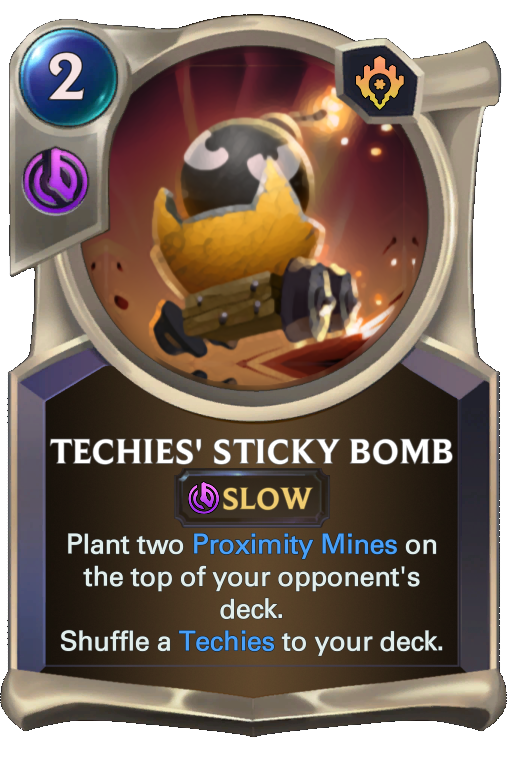 2
TECHIES' STICKY BOMB
SLOW
Plant two Proximity Mines on
the top of your opponent's
deck.
Shuffle a Techies to your deck.